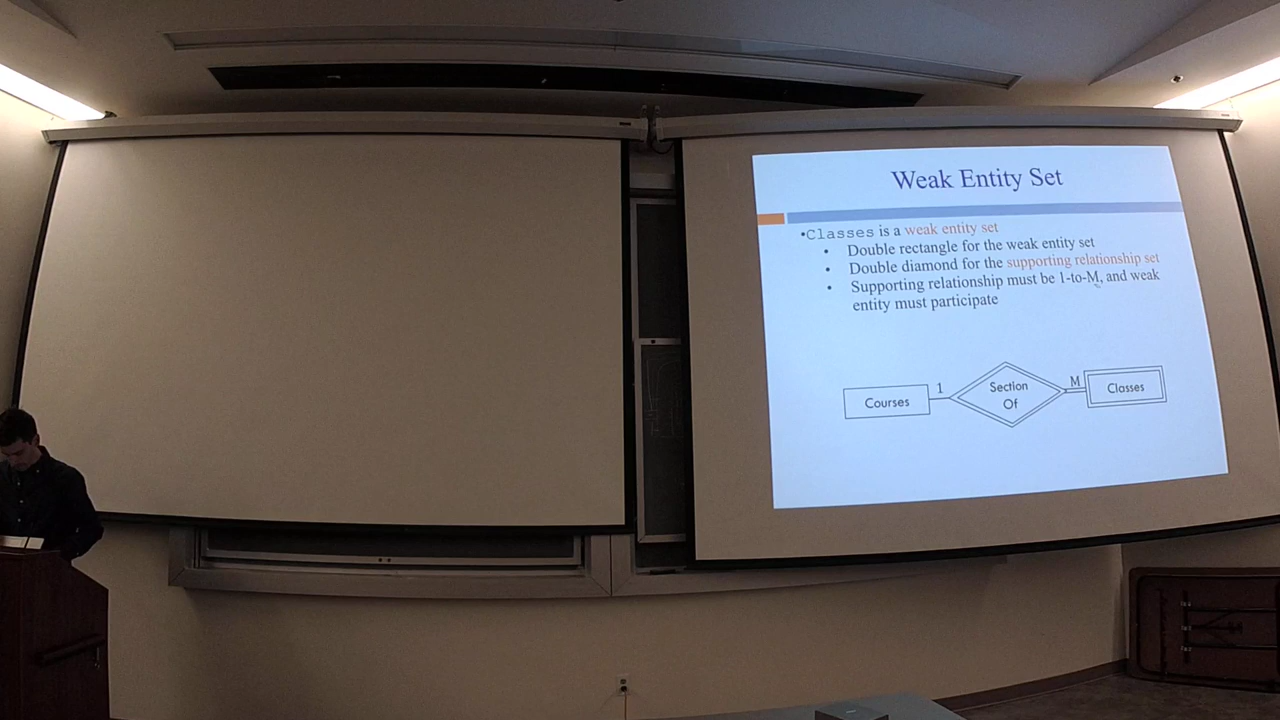 Weak Entity Set
•Classes is a weak entity set
• Double rectangle for the weak entity set
• Double diamond for the supporting relationship set
• Supporting relationship must be 1-to-M, and weak
entity must participate
Courses
1
Section
Of
M
Classes